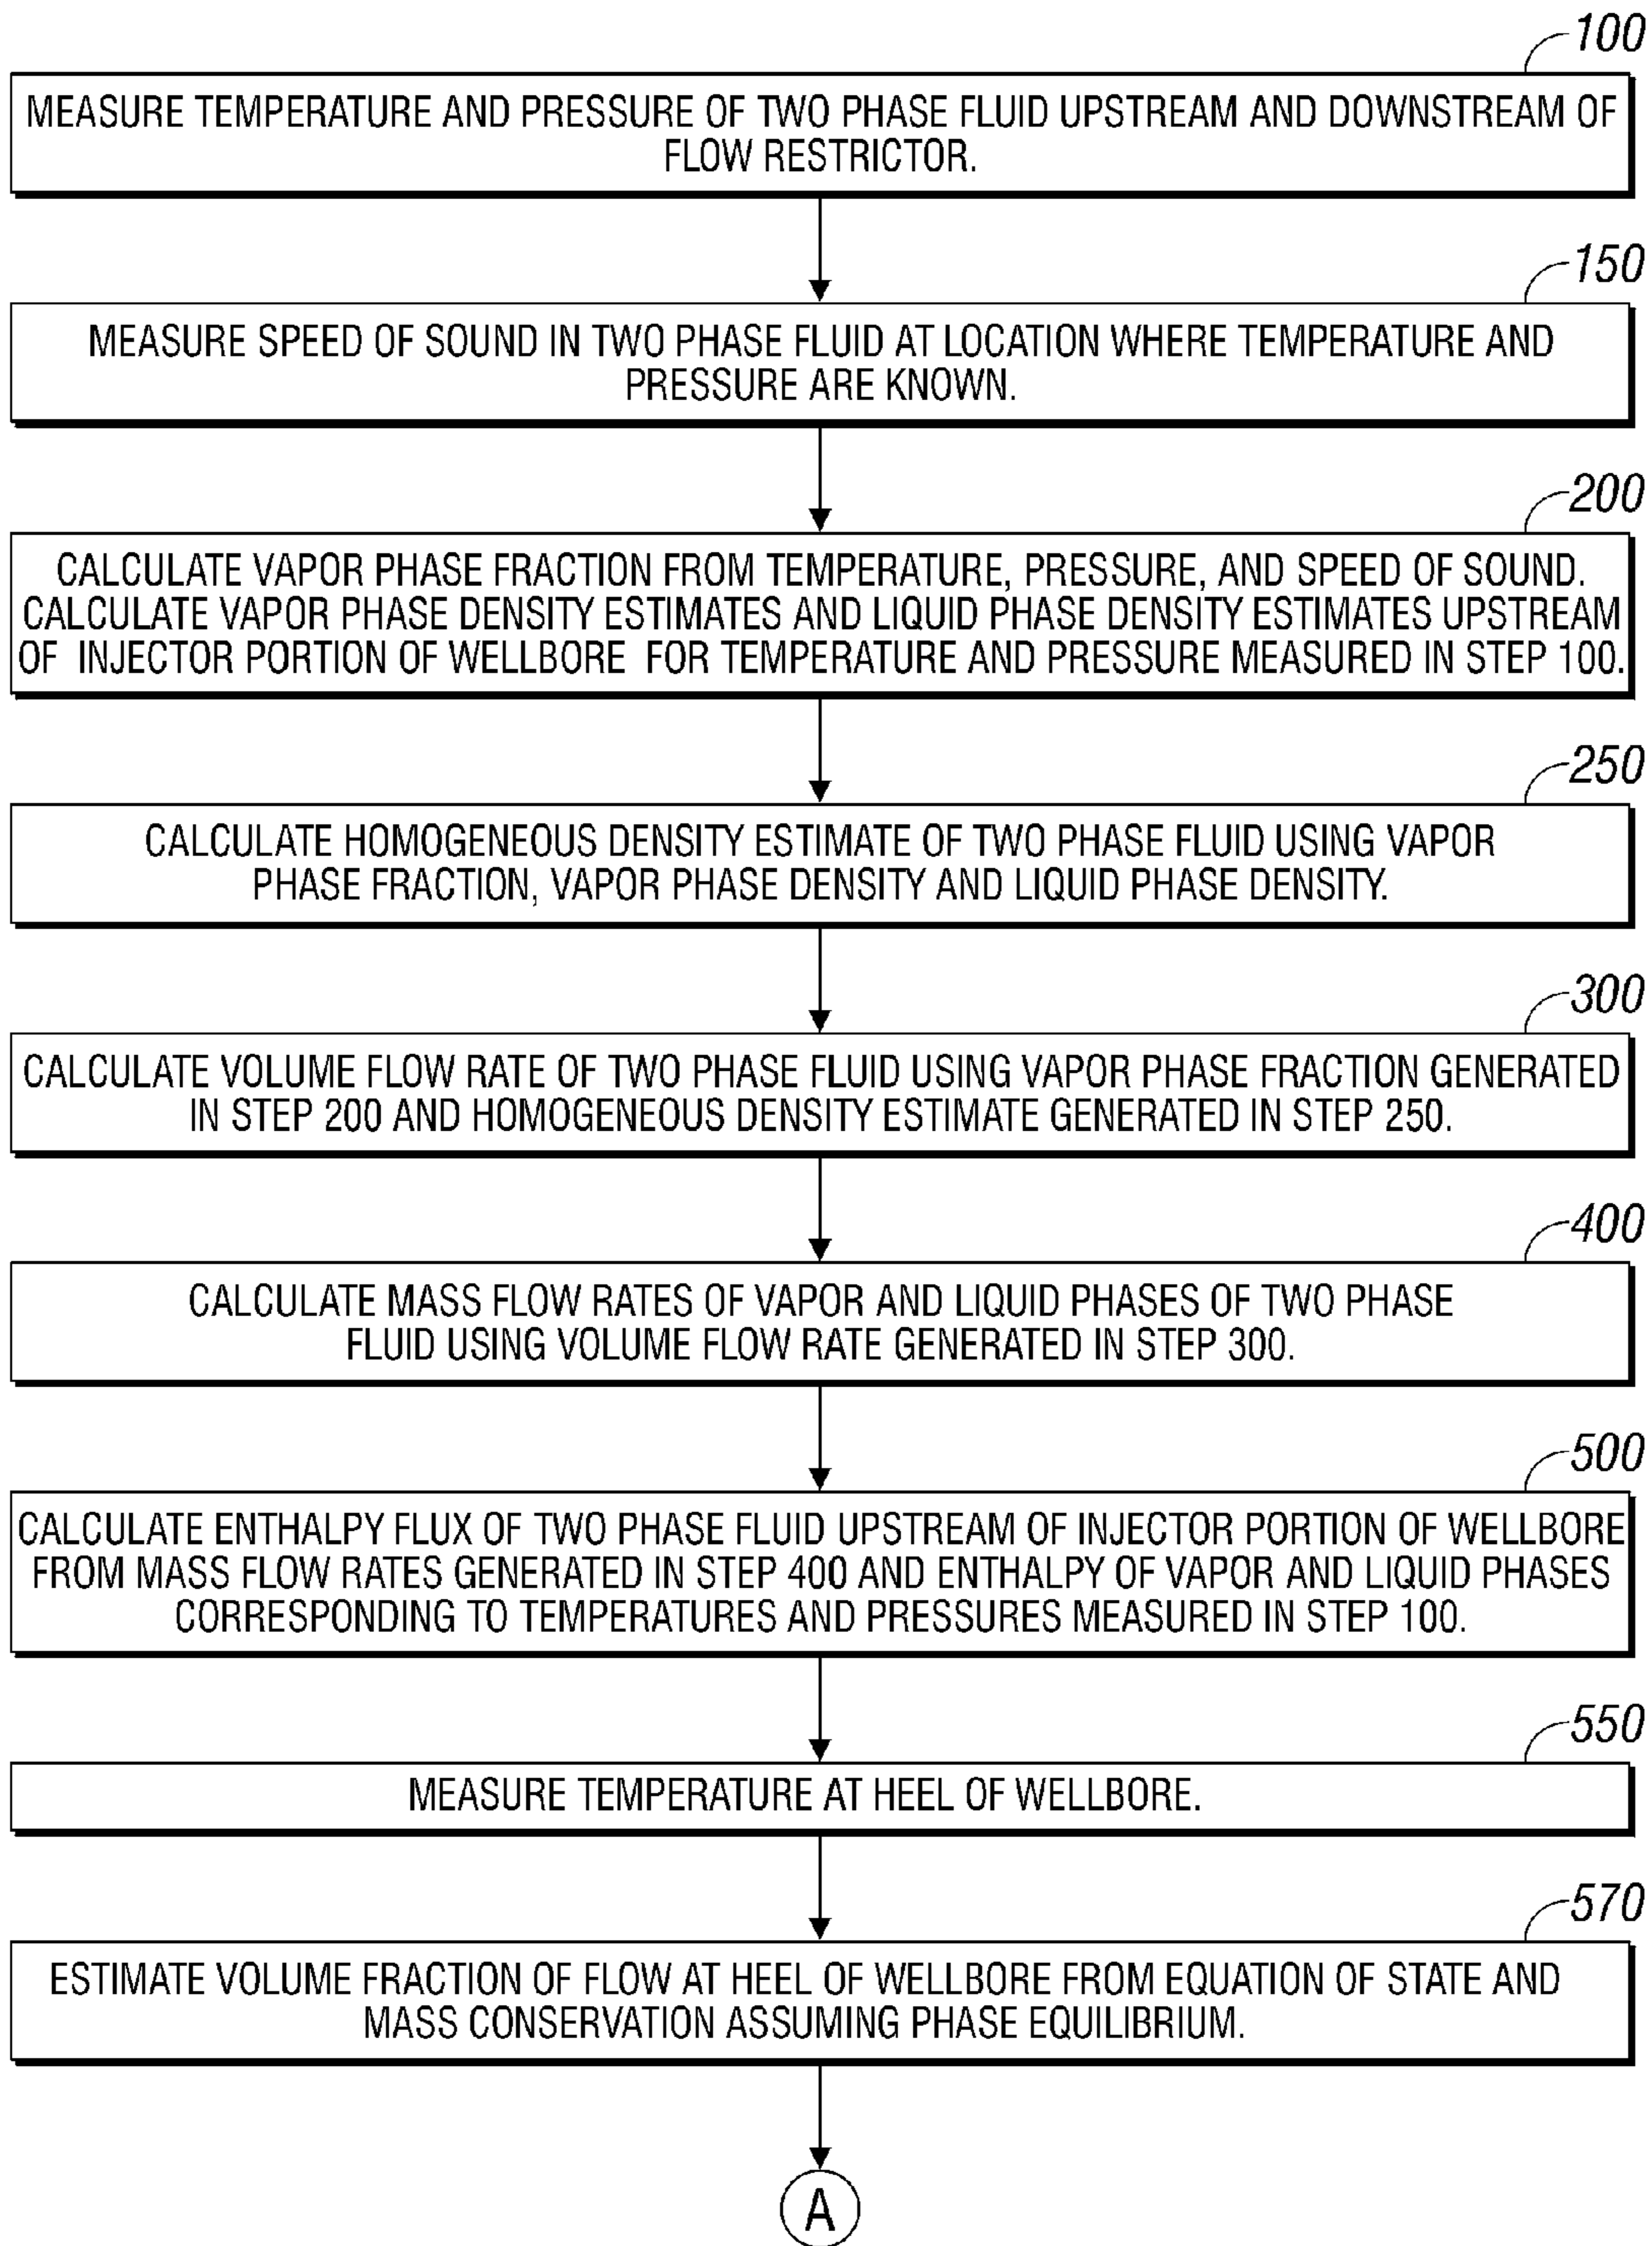 100
MEASURE TEMPERATURE AND PRESSURE OF TWO PHASE FLUID UPSTREAM AND DOWNSTREAM OF
FLOW RESTRICTOR.
150
MEASURE SPEED OF SOUND IN TWO PHASE FLUID AT LOCATION WHERE TEMPERATURE AND
PRESSURE ARE KNOWN.
200
CALCULATE VAPOR PHASE FRACTION FROM TEMPERATURE, PRESSURE, AND SPEED OF SOUND.
CALCULATE VAPOR PHASE DENSITY ESTIMATES AND LIQUID PHASE DENSITY ESTIMATES UPSTREAM
OF INJECTOR PORTION OF WELLBORE FOR TEMPERATURE AND PRESSURE MEASURED IN STEP 100.
250
CALCULATE HOMOGENEOUS DENSITY ESTIMATE OF TWO PHASE FLUID USING VAPOR
PHASE FRACTION, VAPOR PHASE DENSITY AND LIQUID PHASE DENSITY.
300
CALCULATE VOLUME FLOW RATE OF TWO PHASE FLUID USING VAPOR PHASE FRACTION GENERATED
IN STEP 200 AND HOMOGENEOUS DENSITY ESTIMATE GENERATED IN STEP 250.
400
CALCULATE MASS FLOW RATES OF VAPOR AND LIQUID PHASES OF TWO PHASE
FLUID USING VOLUME FLOW RATE GENERATED IN STEP 300.
500
CALCULATE ENTHALPY FLUX OF TWO PHASE FLUID UPSTREAM OF INJECTOR PORTION OF WELLBORE
FROM MASS FLOW RATES GENERATED IN STEP 400 AND ENTHALPY OF VAPOR AND LIQUID PHASES
CORRESPONDING TO TEMPERATURES AND PRESSURES MEASURED IN STEP 100.
550
MEASURE TEMPERATURE AT HEEL OF WELLBORE.
570
ESTIMATE VOLUME FRACTION OF FLOW AT HEEL OF WELLBORE FROM EQUATION OF STATE AND
MASS CONSERVATION ASSUMING PHASE EQUILIBRIUM.
A